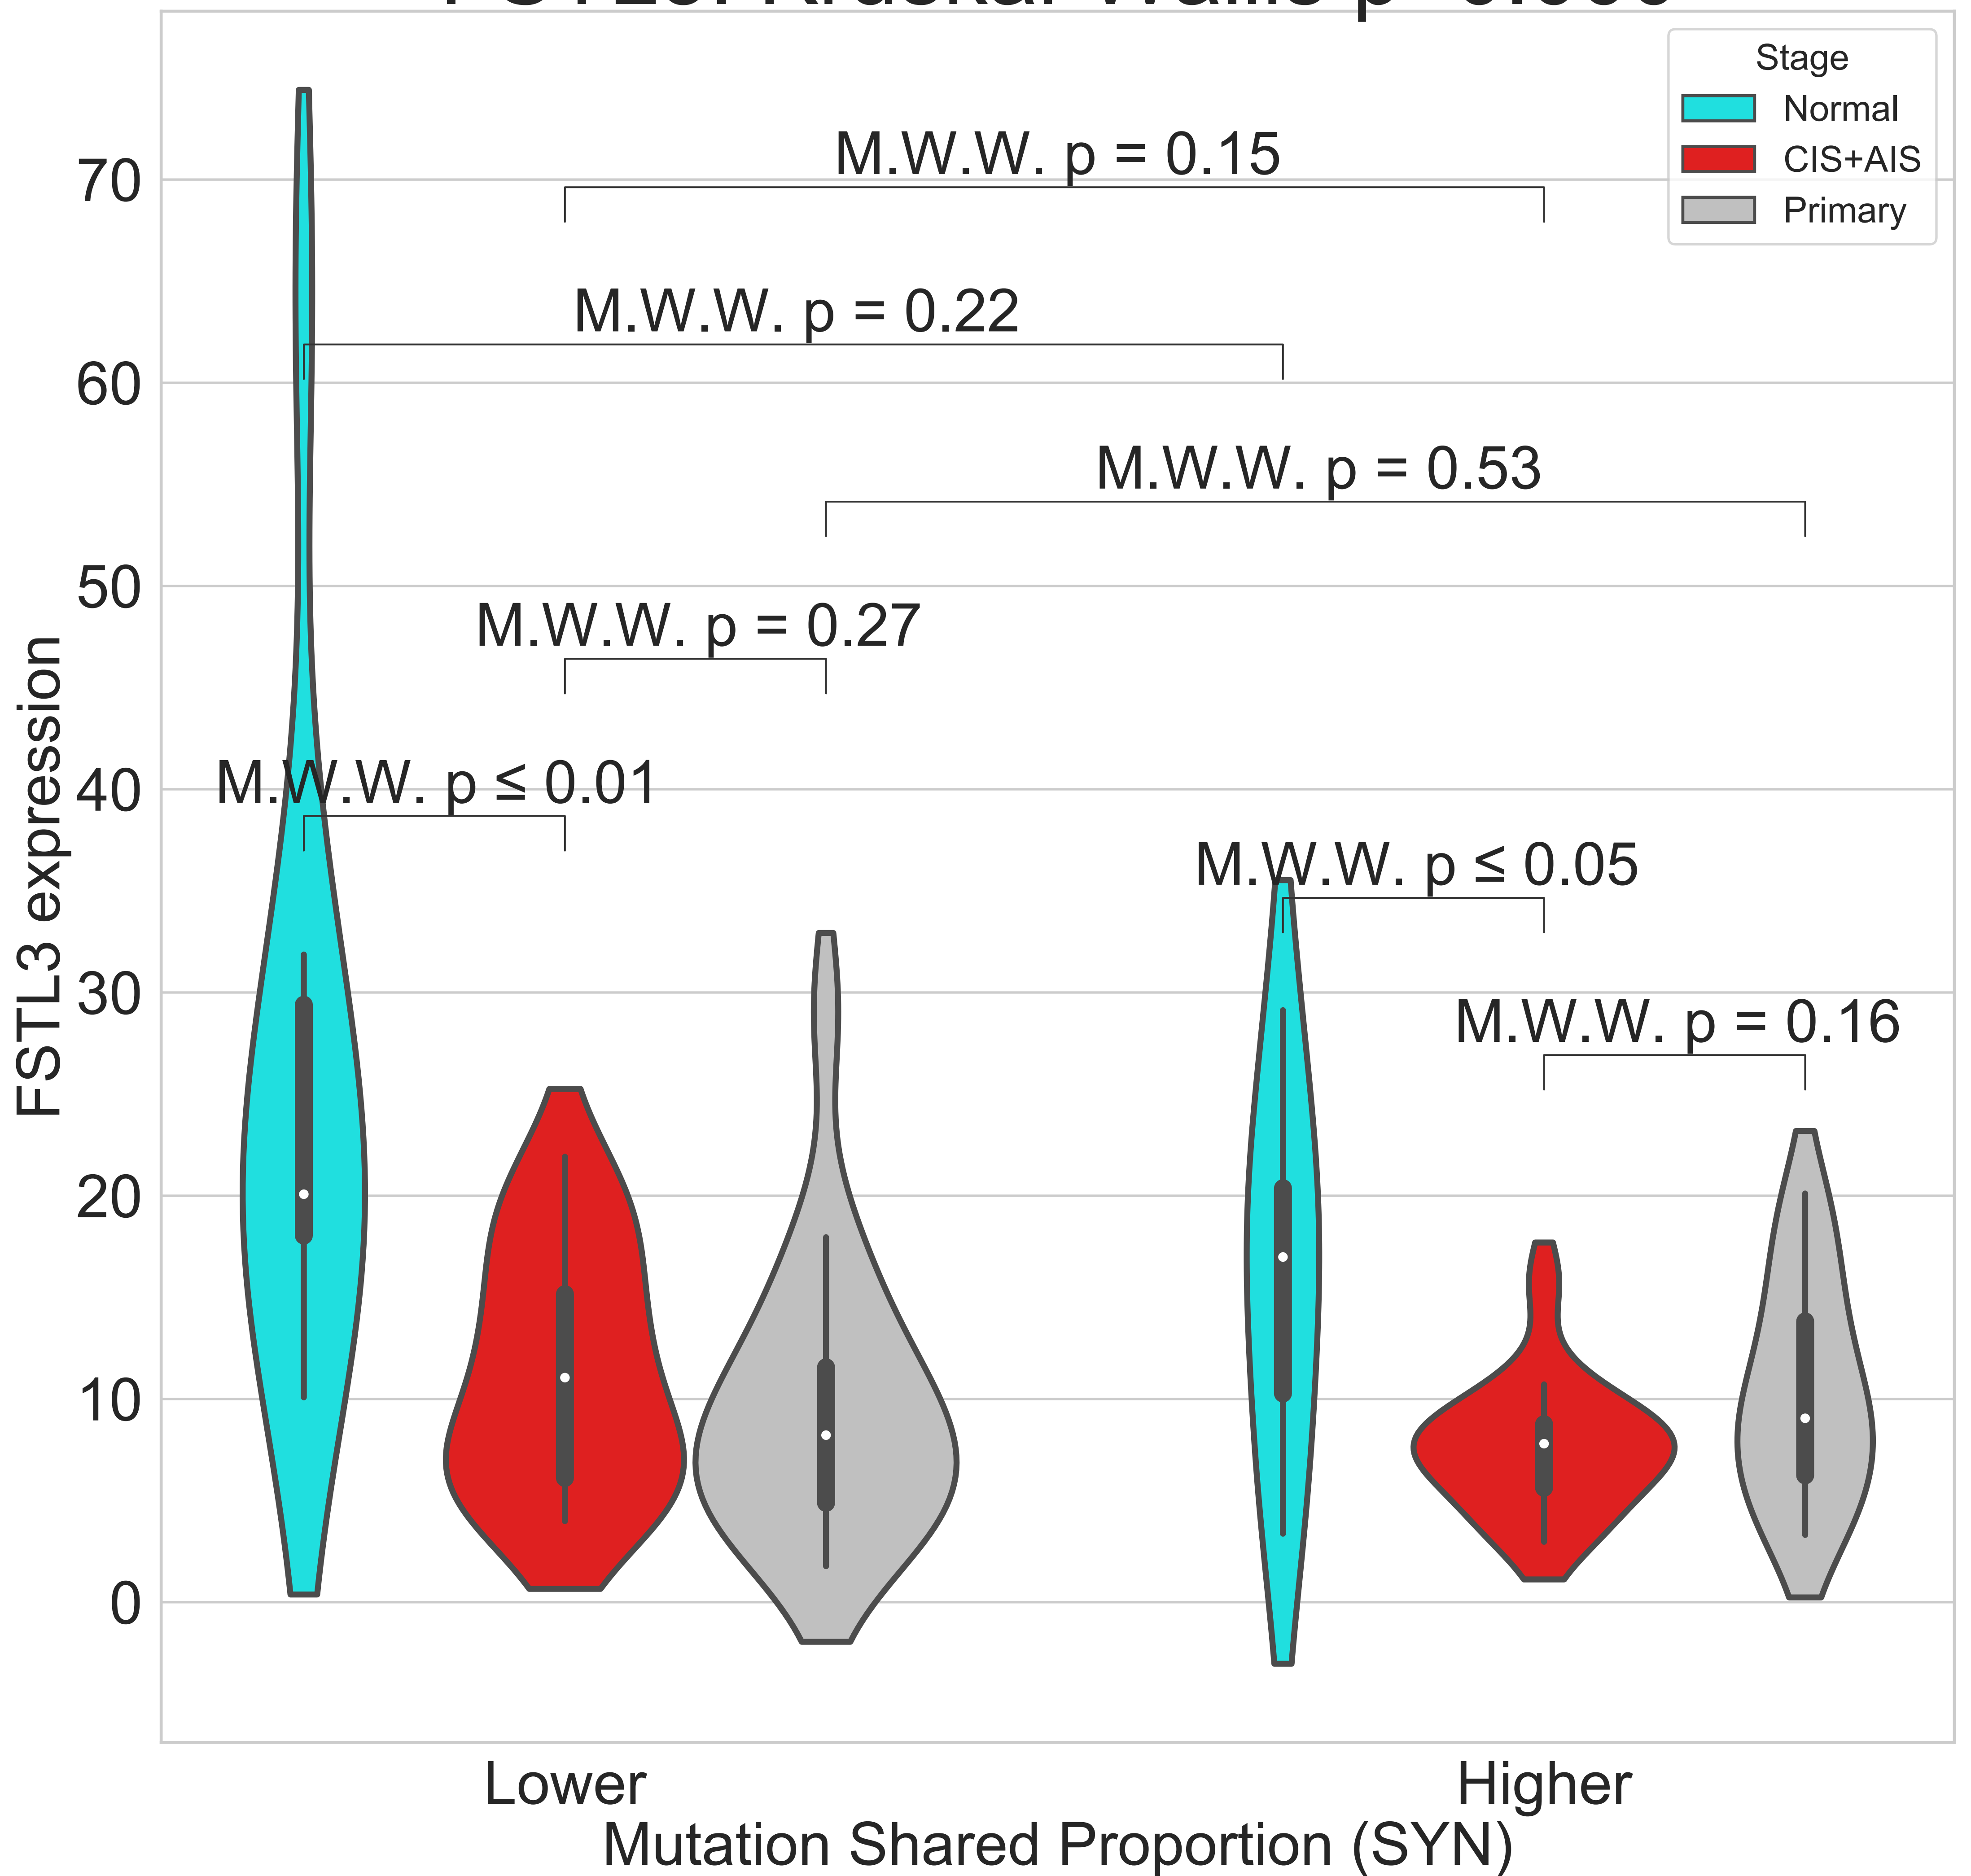 Stage
Normal
CIS+AIS
Primary
M.W.W. p = 0.15
M.W.W. p = 0.22
M.W.W. p = 0.53
M.W.W. p = 0.27
M.W.W. p ≤ 0.01
M.W.W. p ≤ 0.05
M.W.W. p = 0.16
FSTL3 expression
70
60
50
40
30
20
10
0
Lower
Higher
Mutation Shared Proportion (SYN)